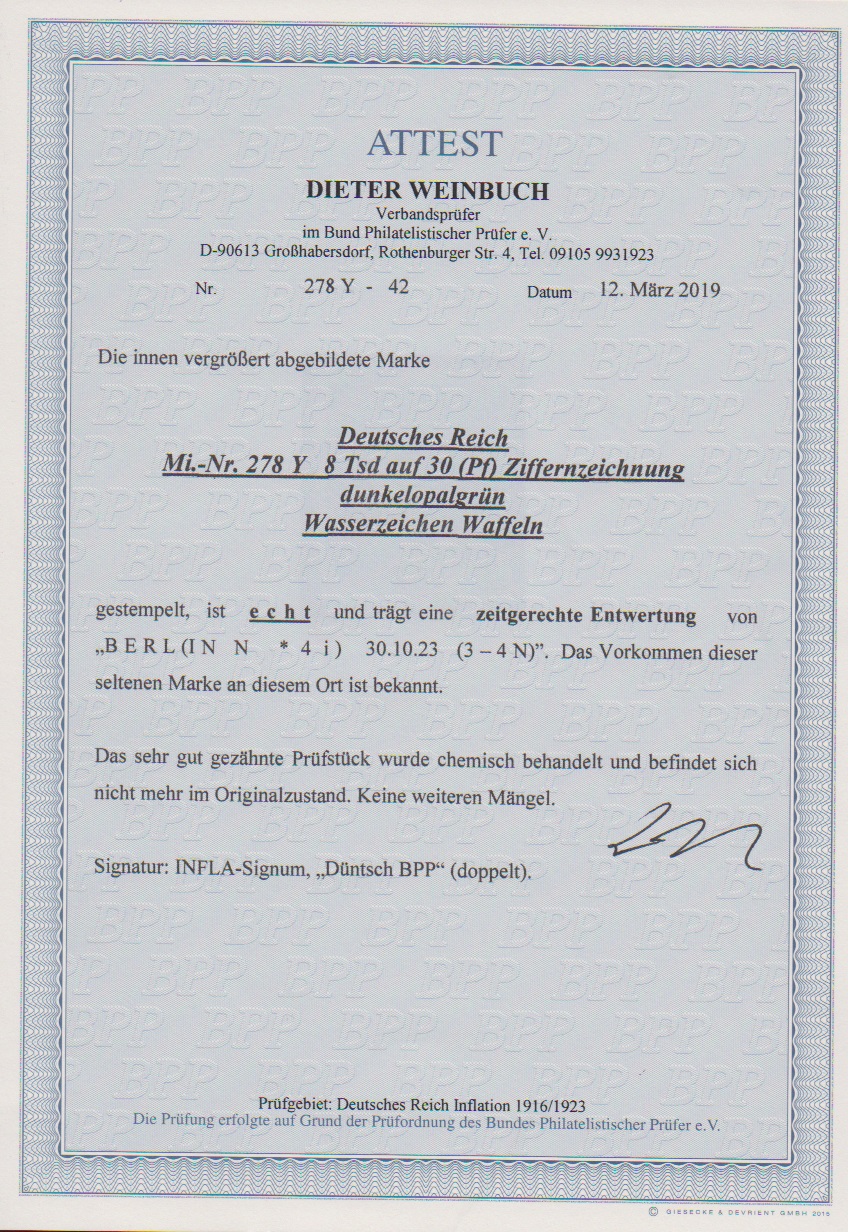 ATTEST
DIETER WEINBUCH
Verbandsprüfer
im Bund Philatelistischer Prüfer e. V.
D-90613 Großhabersdorf, Rothenburger Str. 4, Tel. 09105 9931923
Nr. 278 Y - 42 Datum 12. März 2019
Die innen vergrößert abgebildete Marke
Deutsches Reich
Mi.-Nr. 278 Y 8 Tsd auf 30 (Pf) Ziffernzeichnung
dunkelopalgrün
Wasserzeichen Waffeln
gestempelt, ist e c h t und trägt eine zeitgerechte Entwertung von
„B E R L (I N N * 4 i ) 30.10.23 (3 – 4 N)”. Das Vorkommen dieser
seltenen Marke an diesem Ort ist bekannt.
Das sehr gut gezähnte Prüfstück wurde chemisch behandelt und befindet sich
nicht mehr im Originalzustand. Keine weiteren Mängel.
Signatur: INFLA-Signum, „Düntsch BPP“ (doppelt).
Prüfgebiet: Deutsches Reich Inflation 1916/1923
Die Prüfung erfolgte auf Grund der Prüfordnung des Bundes Philatelistischer Prüfer e.V.